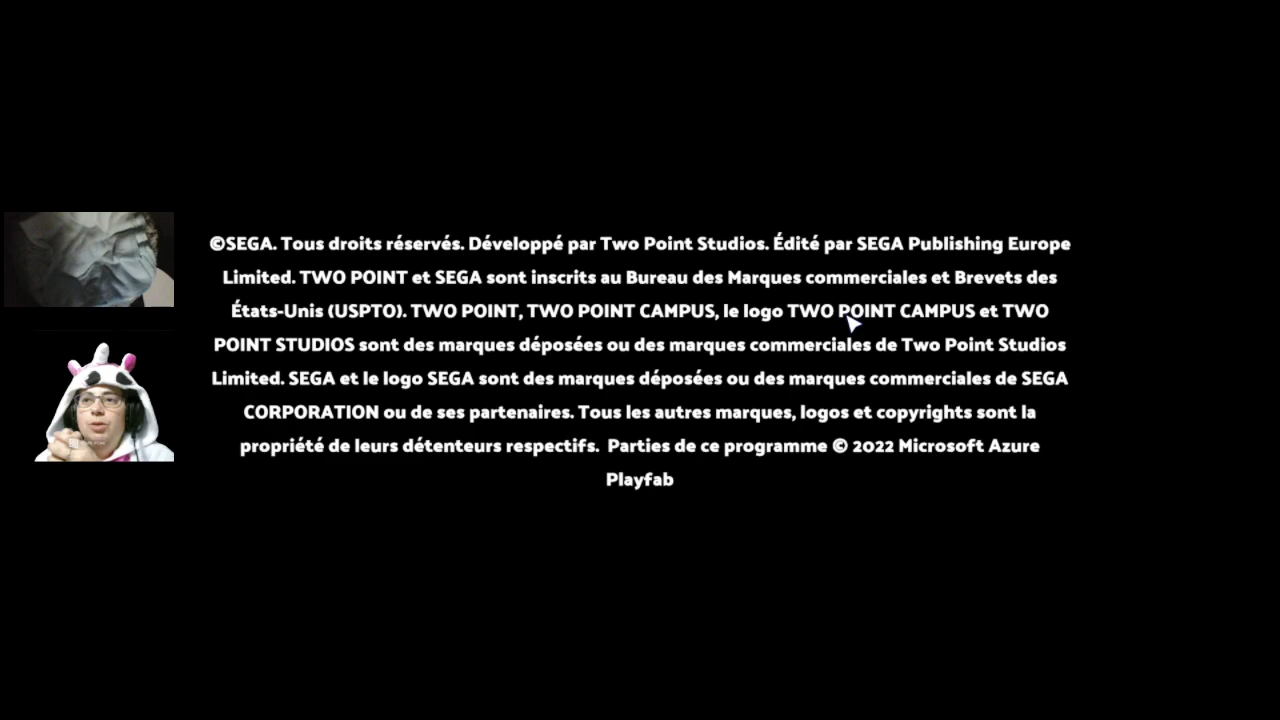 ©SEGA. Tous droits réservés. Développé par Two Point Studios. Édité par SEGA Publishing Europe
Limited. TWO POINT et SEGA sont inscrits au Bureau des Marques commerciales et Brevets des
États-Unis (USPTO). TWO POINT, TWO POINT CAMPUS, le logo TWO POINT CAMPUS et TWO
POINT STUDIOS sont des marques déposées ou des marques commerciales de Two Point Studios
Limited. SEGA et le logo SEGA sont des marques déposées ou des marques commerciales de SEGA
CORPORATION ou de ses partenaires. Tous les autres marques, logos et copyrights sont la
propriété de leurs détenteurs respectifs.  Parties de ce programme © 2022 Microsoft Azure
Playfab